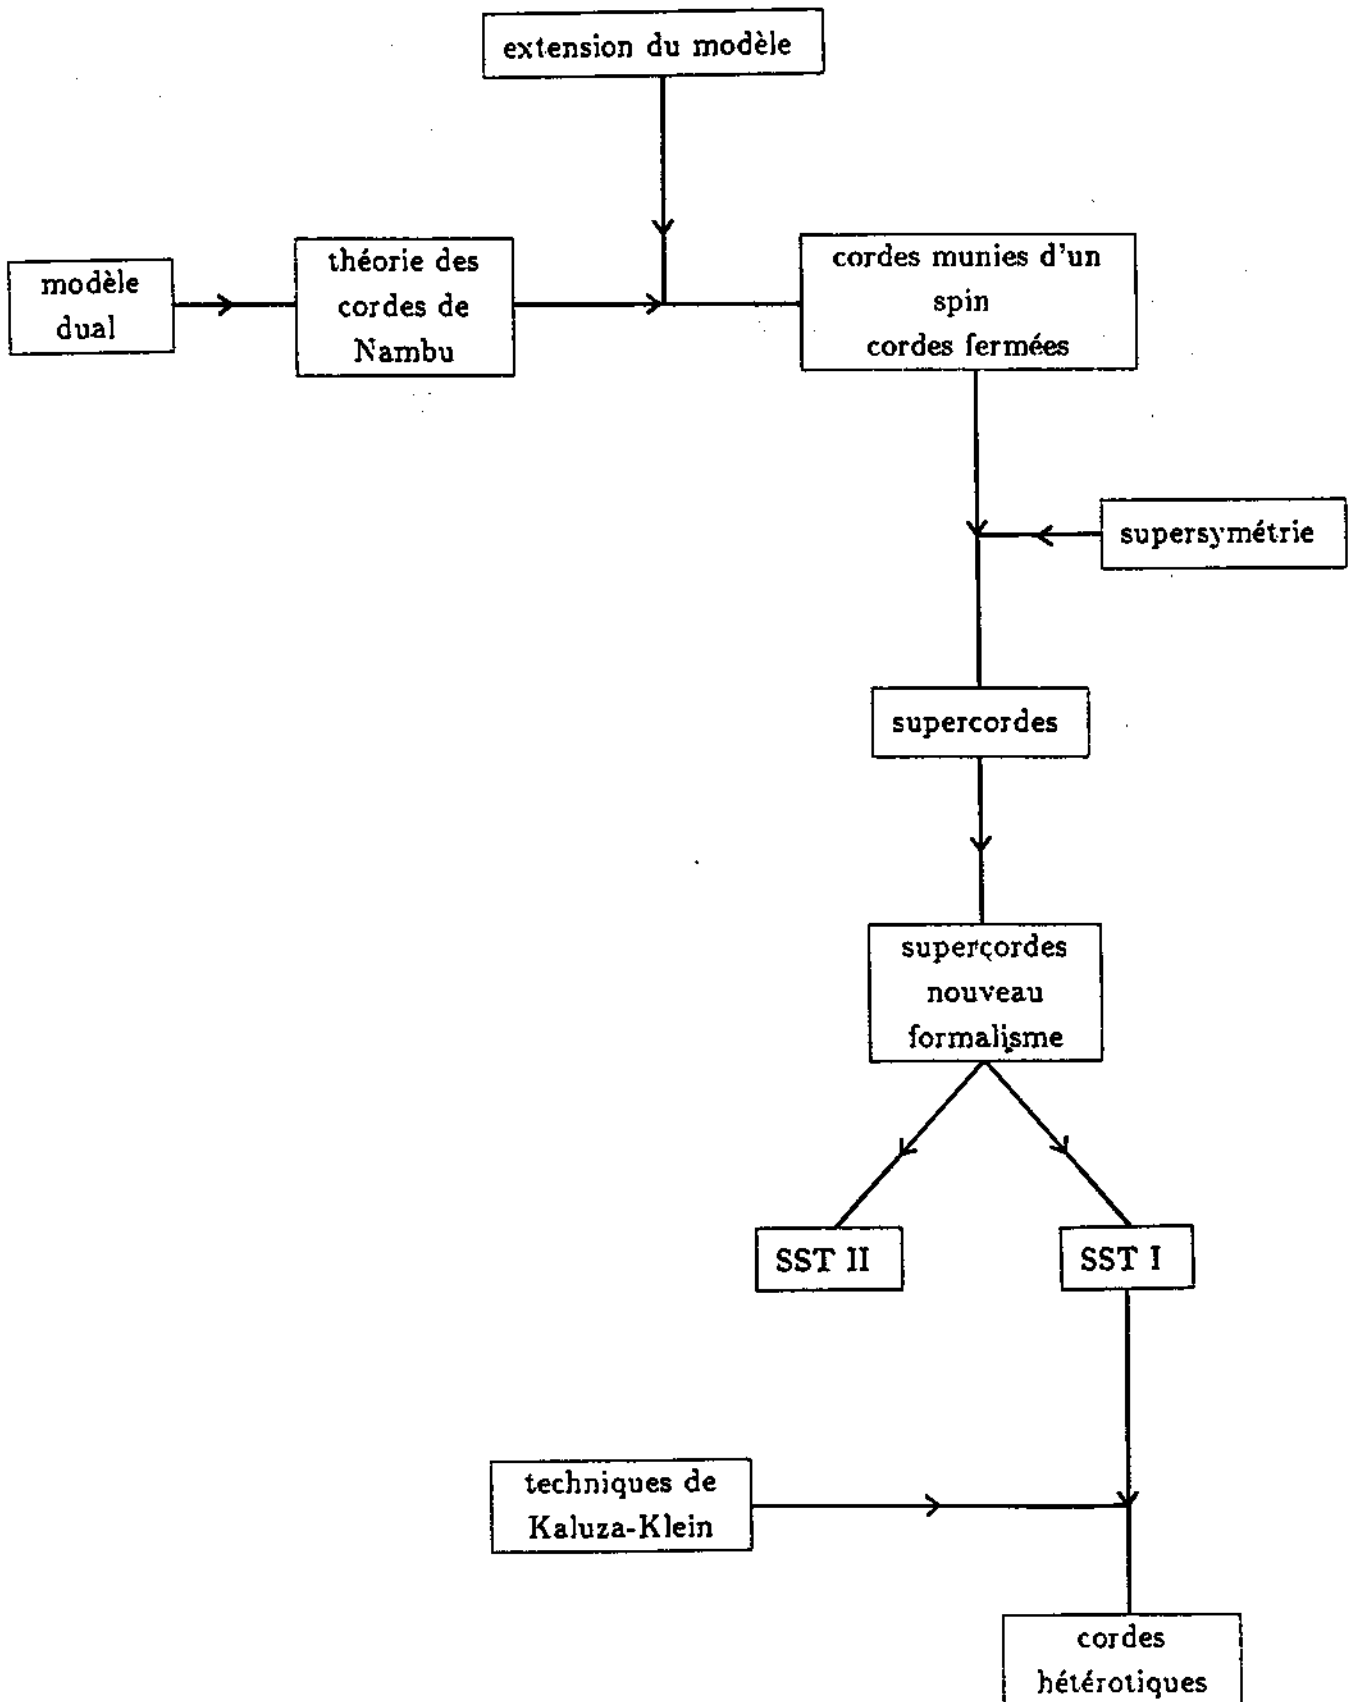 extension du modèle
modèle
dual
théorie des
cordes de
Nambu
cordes munies d'un
spin
cordes fermées
supersymétrie
supercordes
supercordes
nouveau
formalisme
SST II
SST I
techniques de
Kaluza-Klein
cordes
hétérotiques